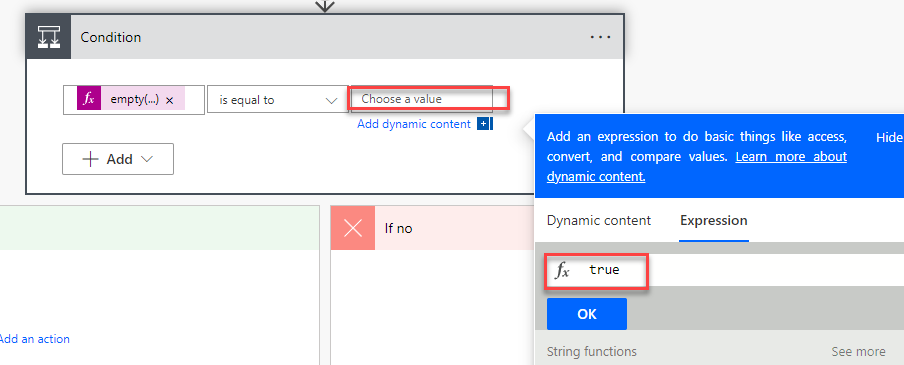 Condition
...
fx empty(...) ×
is equal to
Choose a value
Add dynamic content
Add
Add an expression to do basic things like access,
convert, and compare values. Learn more about
dynamic content.
Hide
Dynamic content
Expression
fx true
OK
String functions
See more
If no
Add an action